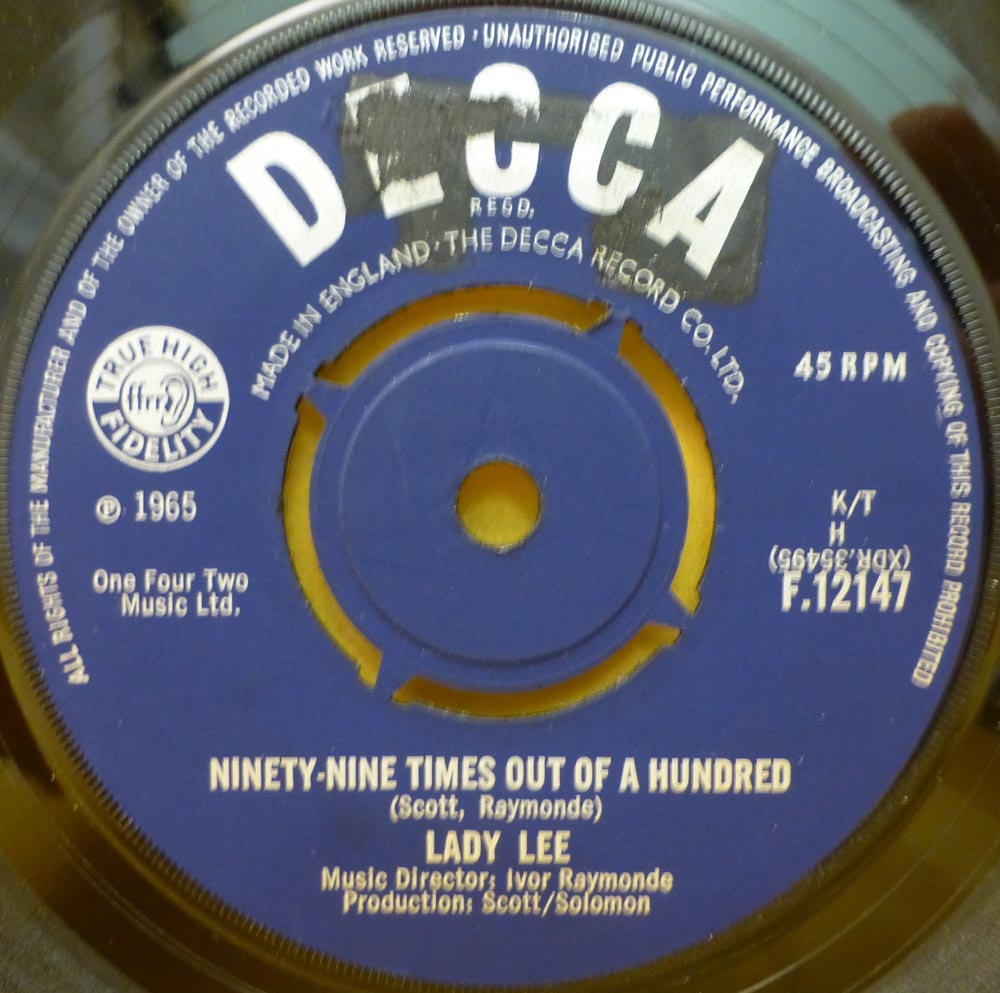 ALL RIGHTS OF THE MANUFACTURER AND OF THE OWNER OF THE RECORDED WORK RESERVED · UNAUTHORISED PUBLIC PERFORMANCE BROADCASTING AND COPYING OF THIS RECORD PROHIBITED
DECCA
REGD.
MADE IN ENGLAND · THE DECCA RECORD CO. LTD.
TRUE HIGH
FIDELITY
45 RPM
℗ 1965
K/T
H
(XDR.35495)
F.12147
One Four Two
Music Ltd.
NINETY-NINE TIMES OUT OF A HUNDRED
(Scott, Raymonde)
LADY LEE
Music Director: Ivor Raymonde
Production: Scott/Solomon